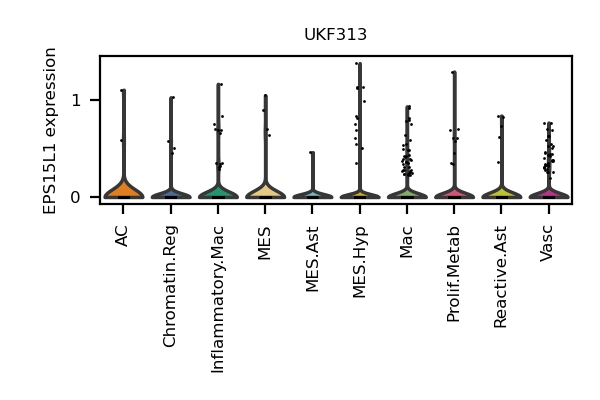 UKF313
EPS15L1 expression
1
0
AC
Chromatin.Reg
Inflammatory.Mac
MES
MES.Ast
MES.Hyp
Mac
Prolif.Metab
Reactive.Ast
Vasc